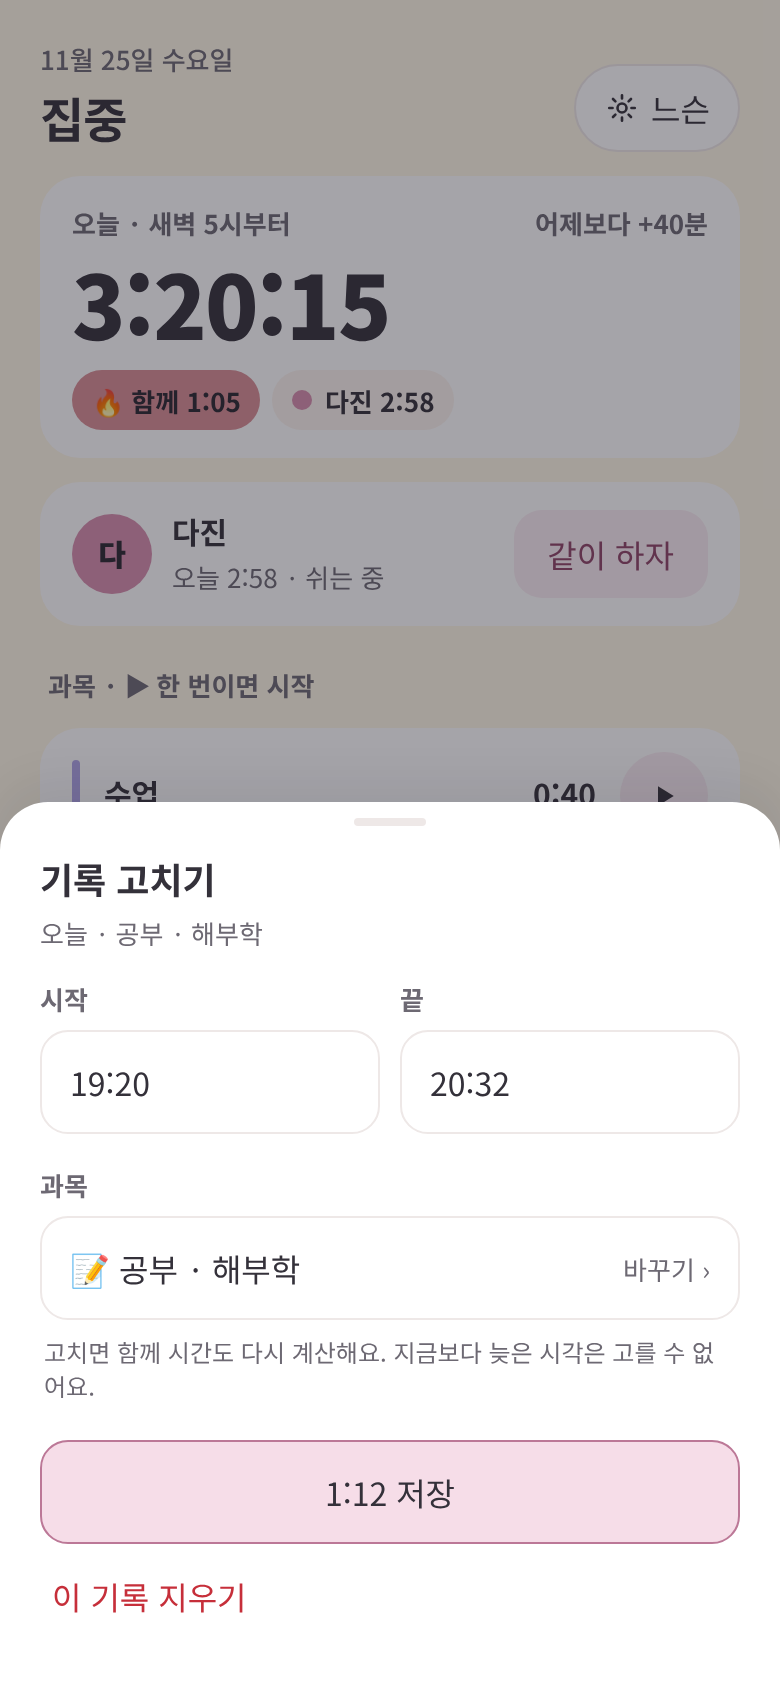 11월 25일 수요일
집중
느슨
오늘 · 새벽 5시부터
어제보다 +40분
3:20:15
🔥 함께 1:05
다진 2:58
다
다진
오늘 2:58 · 쉬는 중
같이 하자
과목 · ▶ 한 번이면 시작
수업
0:40
기록 고치기
오늘 · 공부 · 해부학
시작
끝
19:20
20:32
과목
📝 공부 · 해부학
바꾸기 ›
고치면 함께 시간도 다시 계산해요. 지금보다 늦은 시각은 고를 수 없
어요.
1:12 저장
이 기록 지우기